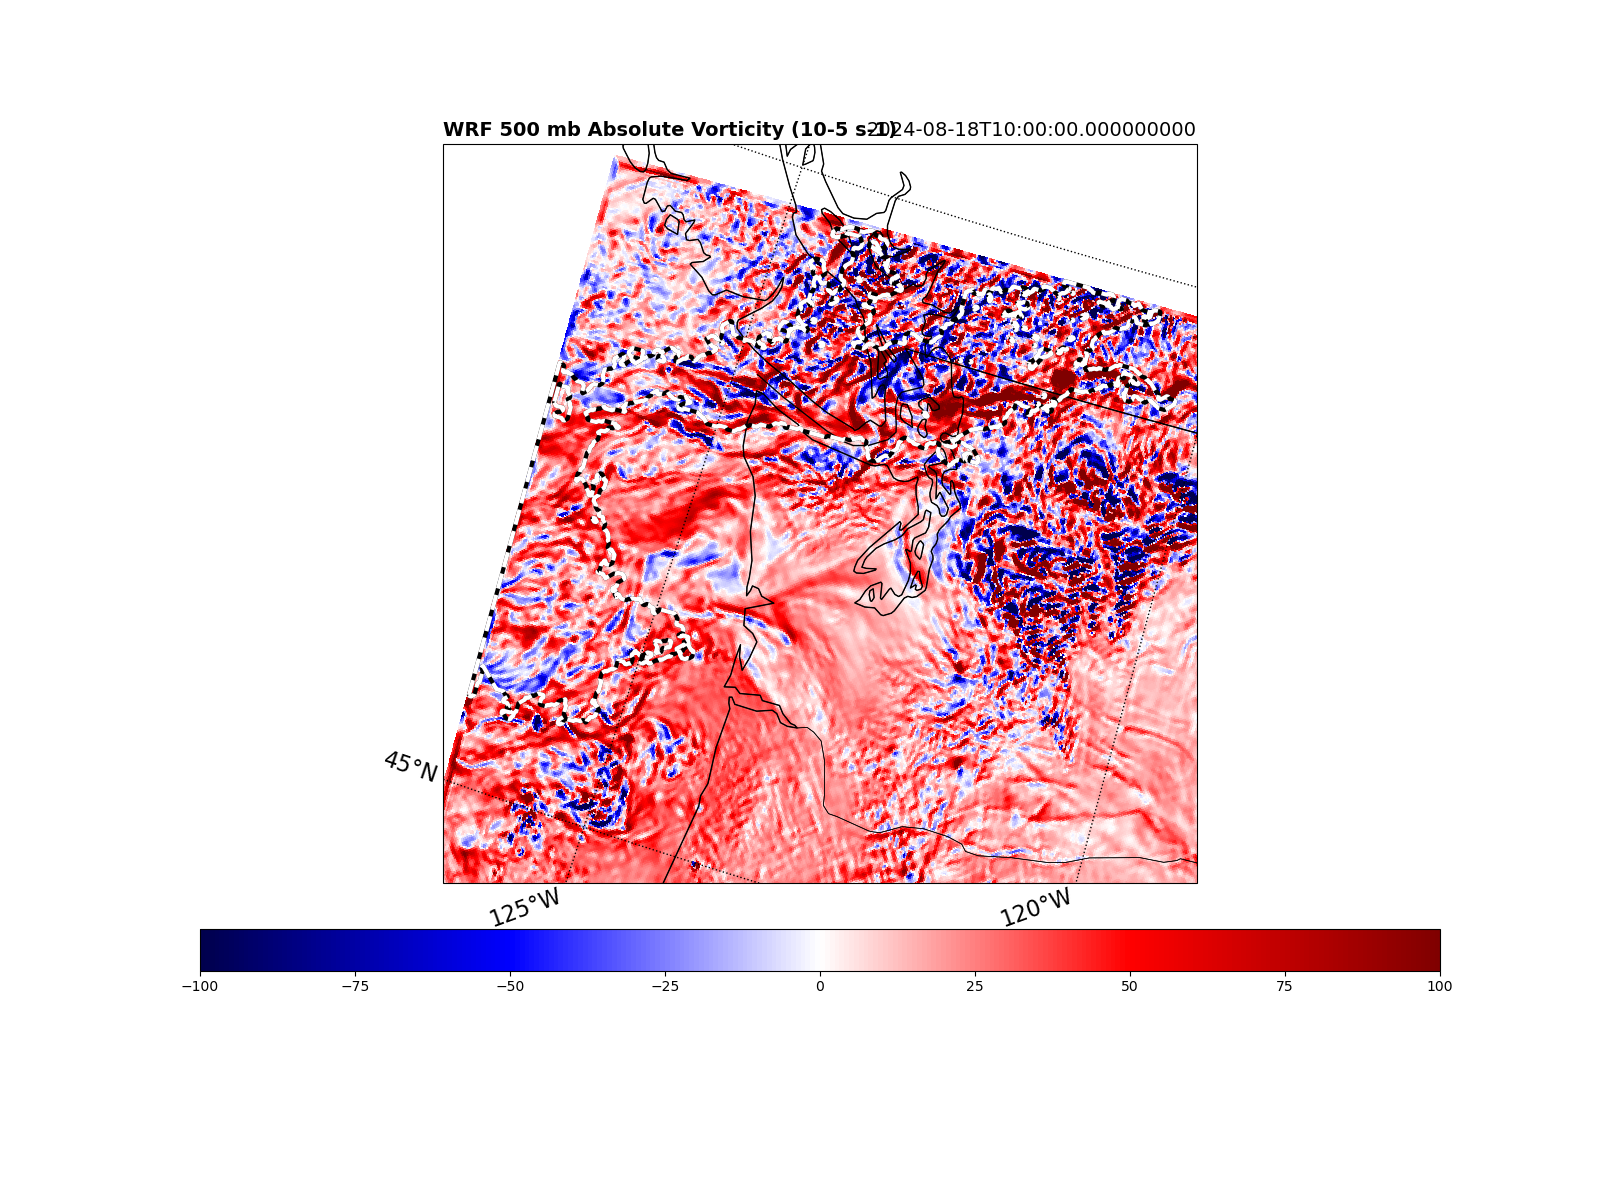 WRF 500 mb Absolute Vorticity (10-5 s-1) 2024-08-18T10:00:00.000000000
45°N
125°W 120°W
−100 −75 −50 −25 0 25 50 75 100